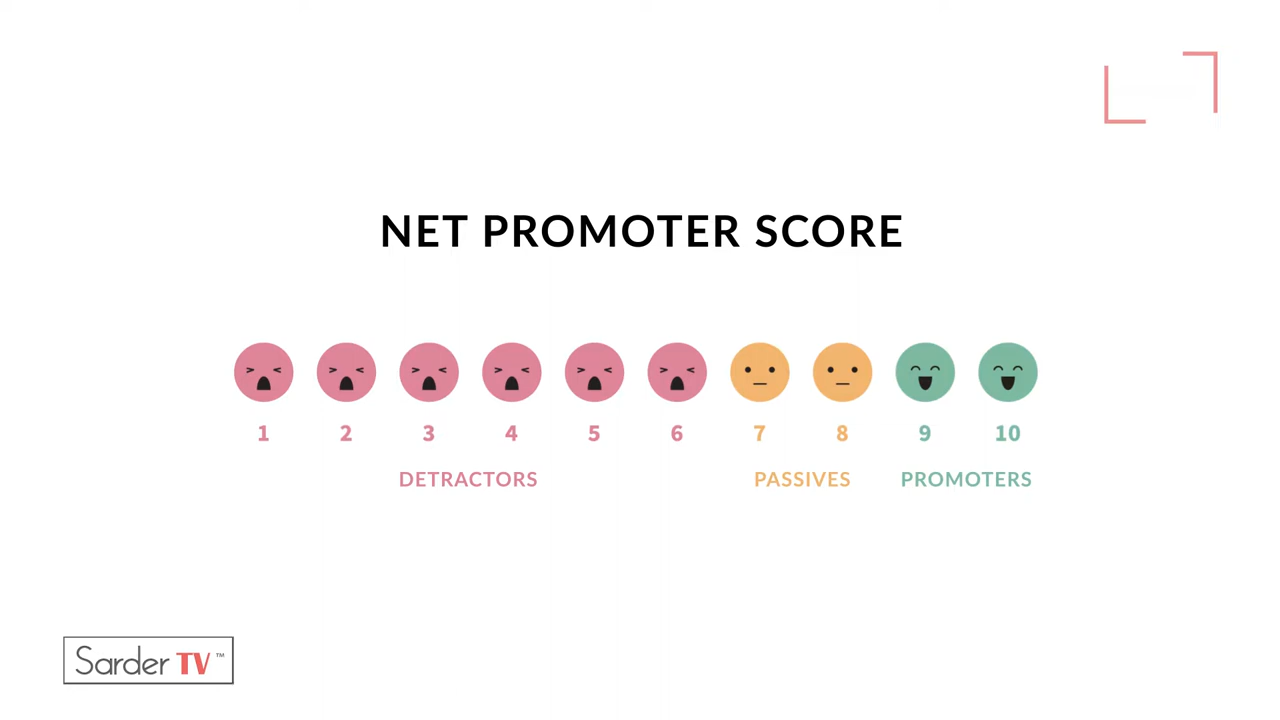 NET PROMOTER SCORE
1 2 3 4 5 6 7 8 9 10
DETRACTORS PASSIVES PROMOTERS
Sarder TV™